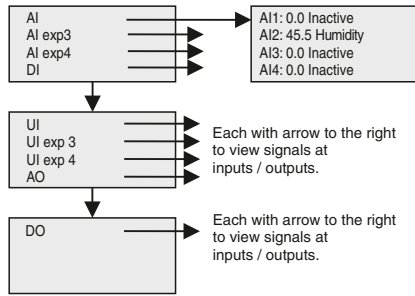 AI
AI exp3
AI exp4
DI
AI1: 0.0 Inactive
AI2: 45.5 Humidity
AI3: 0.0 Inactive
AI4: 0.0 Inactive
UI
UI exp 3
UI exp 4
AO
Each with arrow to the right
to view signals at
inputs / outputs.
DO
Each with arrow to the right
to view signals at
inputs / outputs.